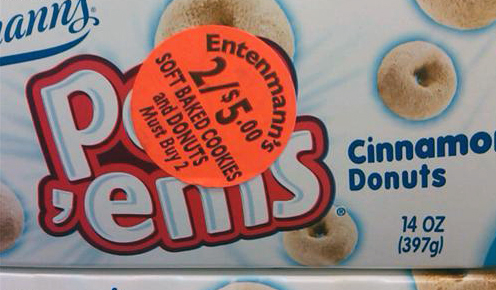 anns
Entenmann's
2/$5.00
SOFT BAKED COOKIES
and DONUTS
Must Buy 2
'ems
®
Cinnamo
Donuts
14 OZ
(397g)